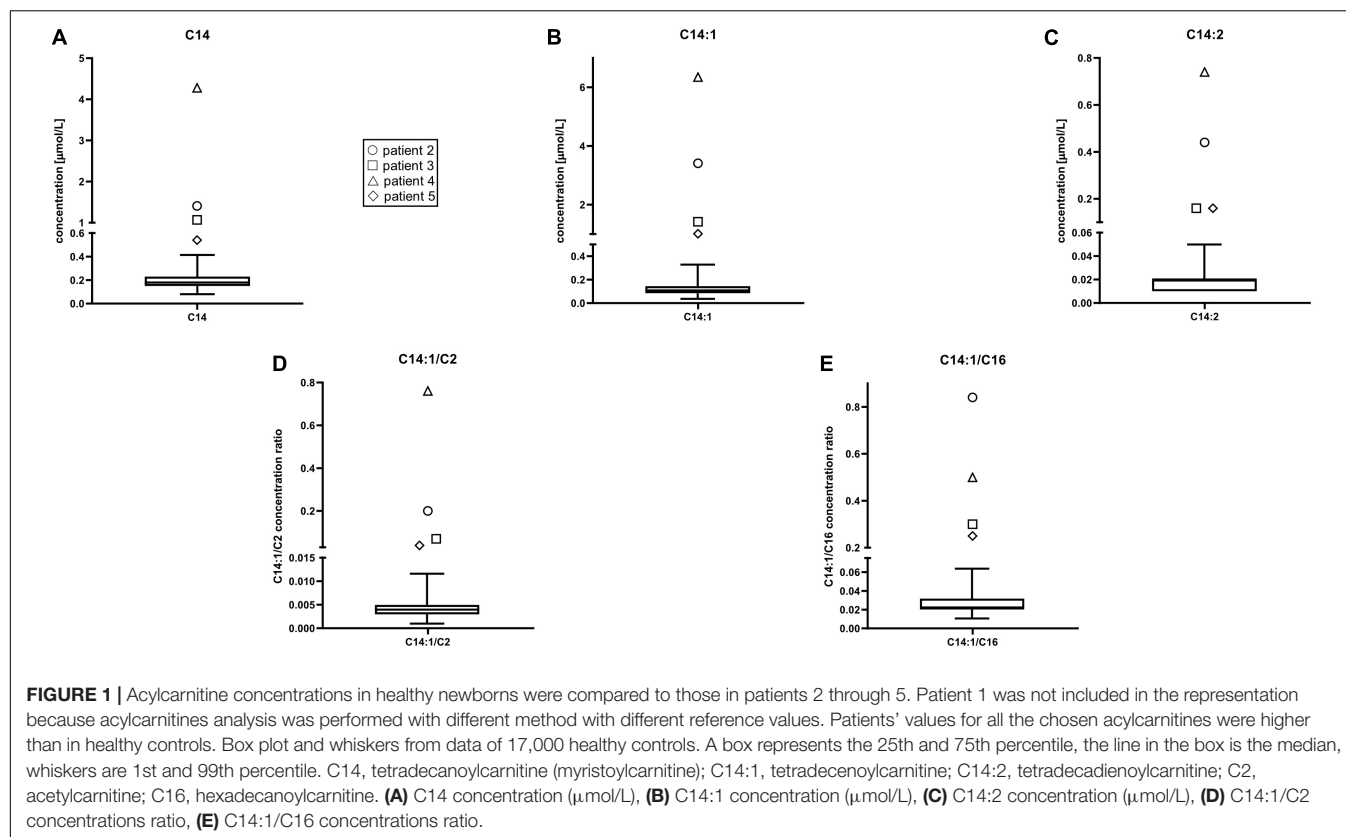 A
C14
concentration [µmol/L]
5
4
3
2
1
0.6
0.4
0.2
0.0
C14
patient 2
patient 3
patient 4
patient 5
B
C14:1
concentration [µmol/L]
6
4
2
0.6
0.4
0.2
0.0
C14:1
C
C14:2
concentration [µmol/L]
0.8
0.6
0.4
0.2
0.06
0.04
0.02
0.00
C14:2
D
C14:1/C2
C14:1/C2 concentration ratio
0.8
0.6
0.4
0.2
0.015
0.010
0.005
0.000
C14:1/C2
E
C14:1/C16
C14:1/C16 concentration ratio
0.8
0.6
0.4
0.2
0.06
0.04
0.02
0.00
C14:1/C16
FIGURE 1 | Acylcarnitine concentrations in healthy newborns were compared to those in patients 2 through 5. Patient 1 was not included in the representation
because acylcarnitines analysis was performed with different method with different reference values. Patients' values for all the chosen acylcarnitines were higher
than in healthy controls. Box plot and whiskers from data of 17,000 healthy controls. A box represents the 25th and 75th percentile, the line in the box is the median,
whiskers are 1st and 99th percentile. C14, tetradecanoylcarnitine (myristoylcarnitine); C14:1, tetradecenoylcarnitine; C14:2, tetradecadienoylcarnitine; C2,
acetylcarnitine; C16, hexadecanoylcarnitine. (A) C14 concentration (µmol/L), (B) C14:1 concentration (µmol/L), (C) C14:2 concentration (µmol/L), (D) C14:1/C2
concentrations ratio, (E) C14:1/C16 concentrations ratio.